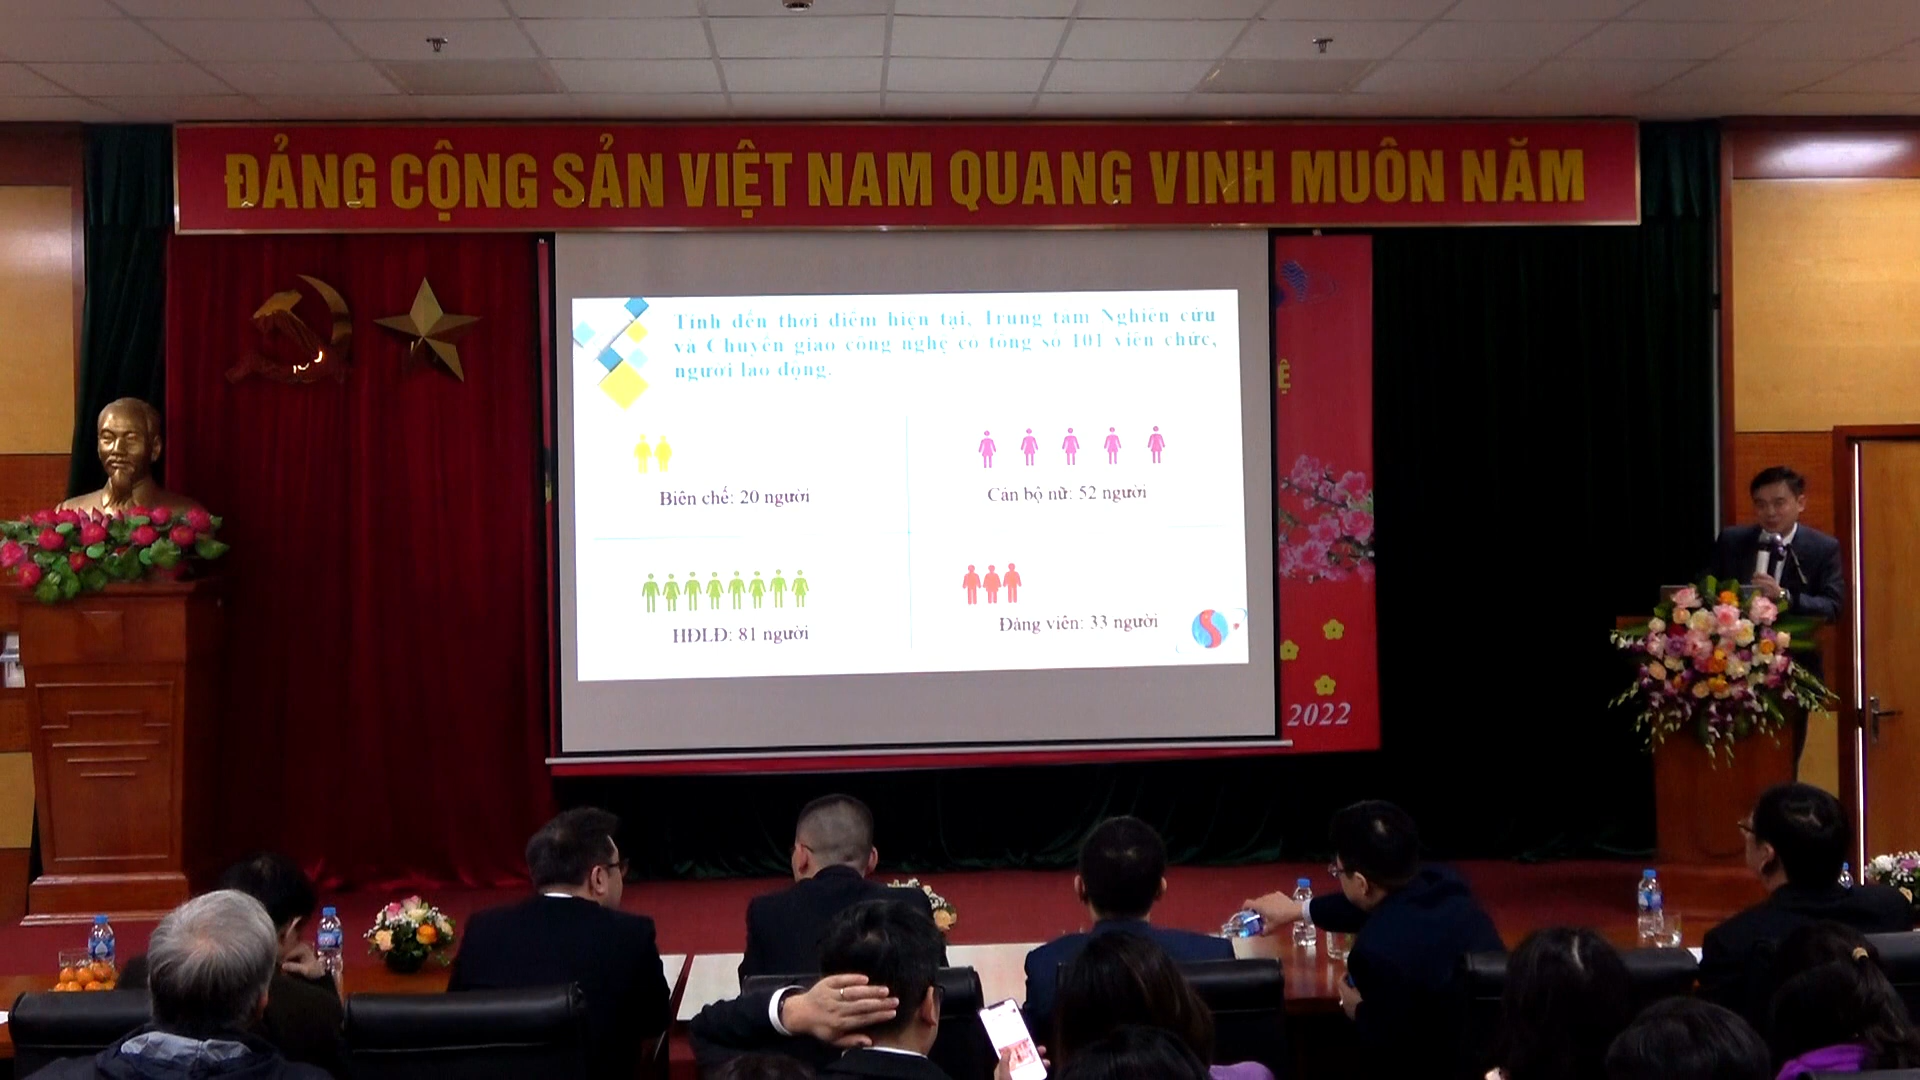 ĐẢNG CỘNG SẢN VIỆT NAM QUANG VINH MUÔN NĂM
Tính đến thời điểm hiện tại, Trung tâm Nghiên cứu
và Chuyển giao công nghệ có tổng số 101 viên chức,
người lao động.
Biên chế: 20 người
Cán bộ nữ: 52 người
HĐLĐ: 81 người
Đảng viên: 33 người
Ệ
2022